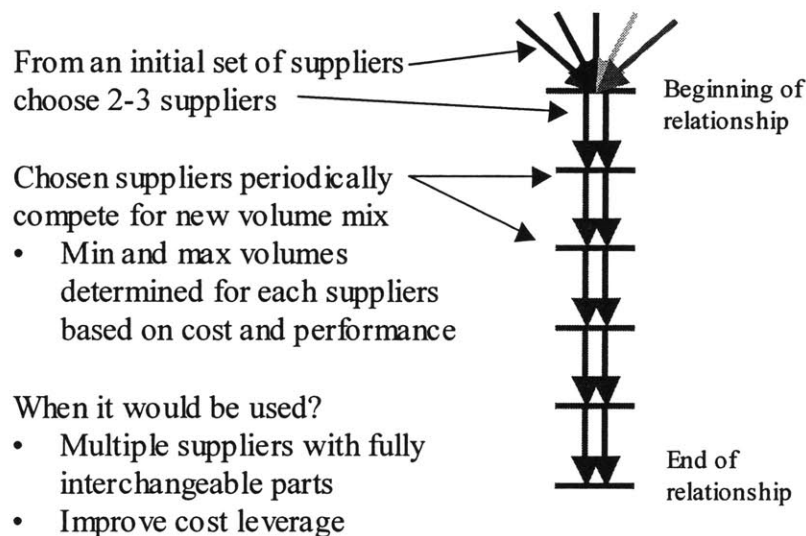 From an initial set of suppliers
choose 2-3 suppliers
Beginning of
relationship
Chosen suppliers periodically
compete for new volume mix
• Min and max volumes
determined for each suppliers
based on cost and performance
When it would be used?
• Multiple suppliers with fully
interchangeable parts
• Improve cost leverage
End of
relationship